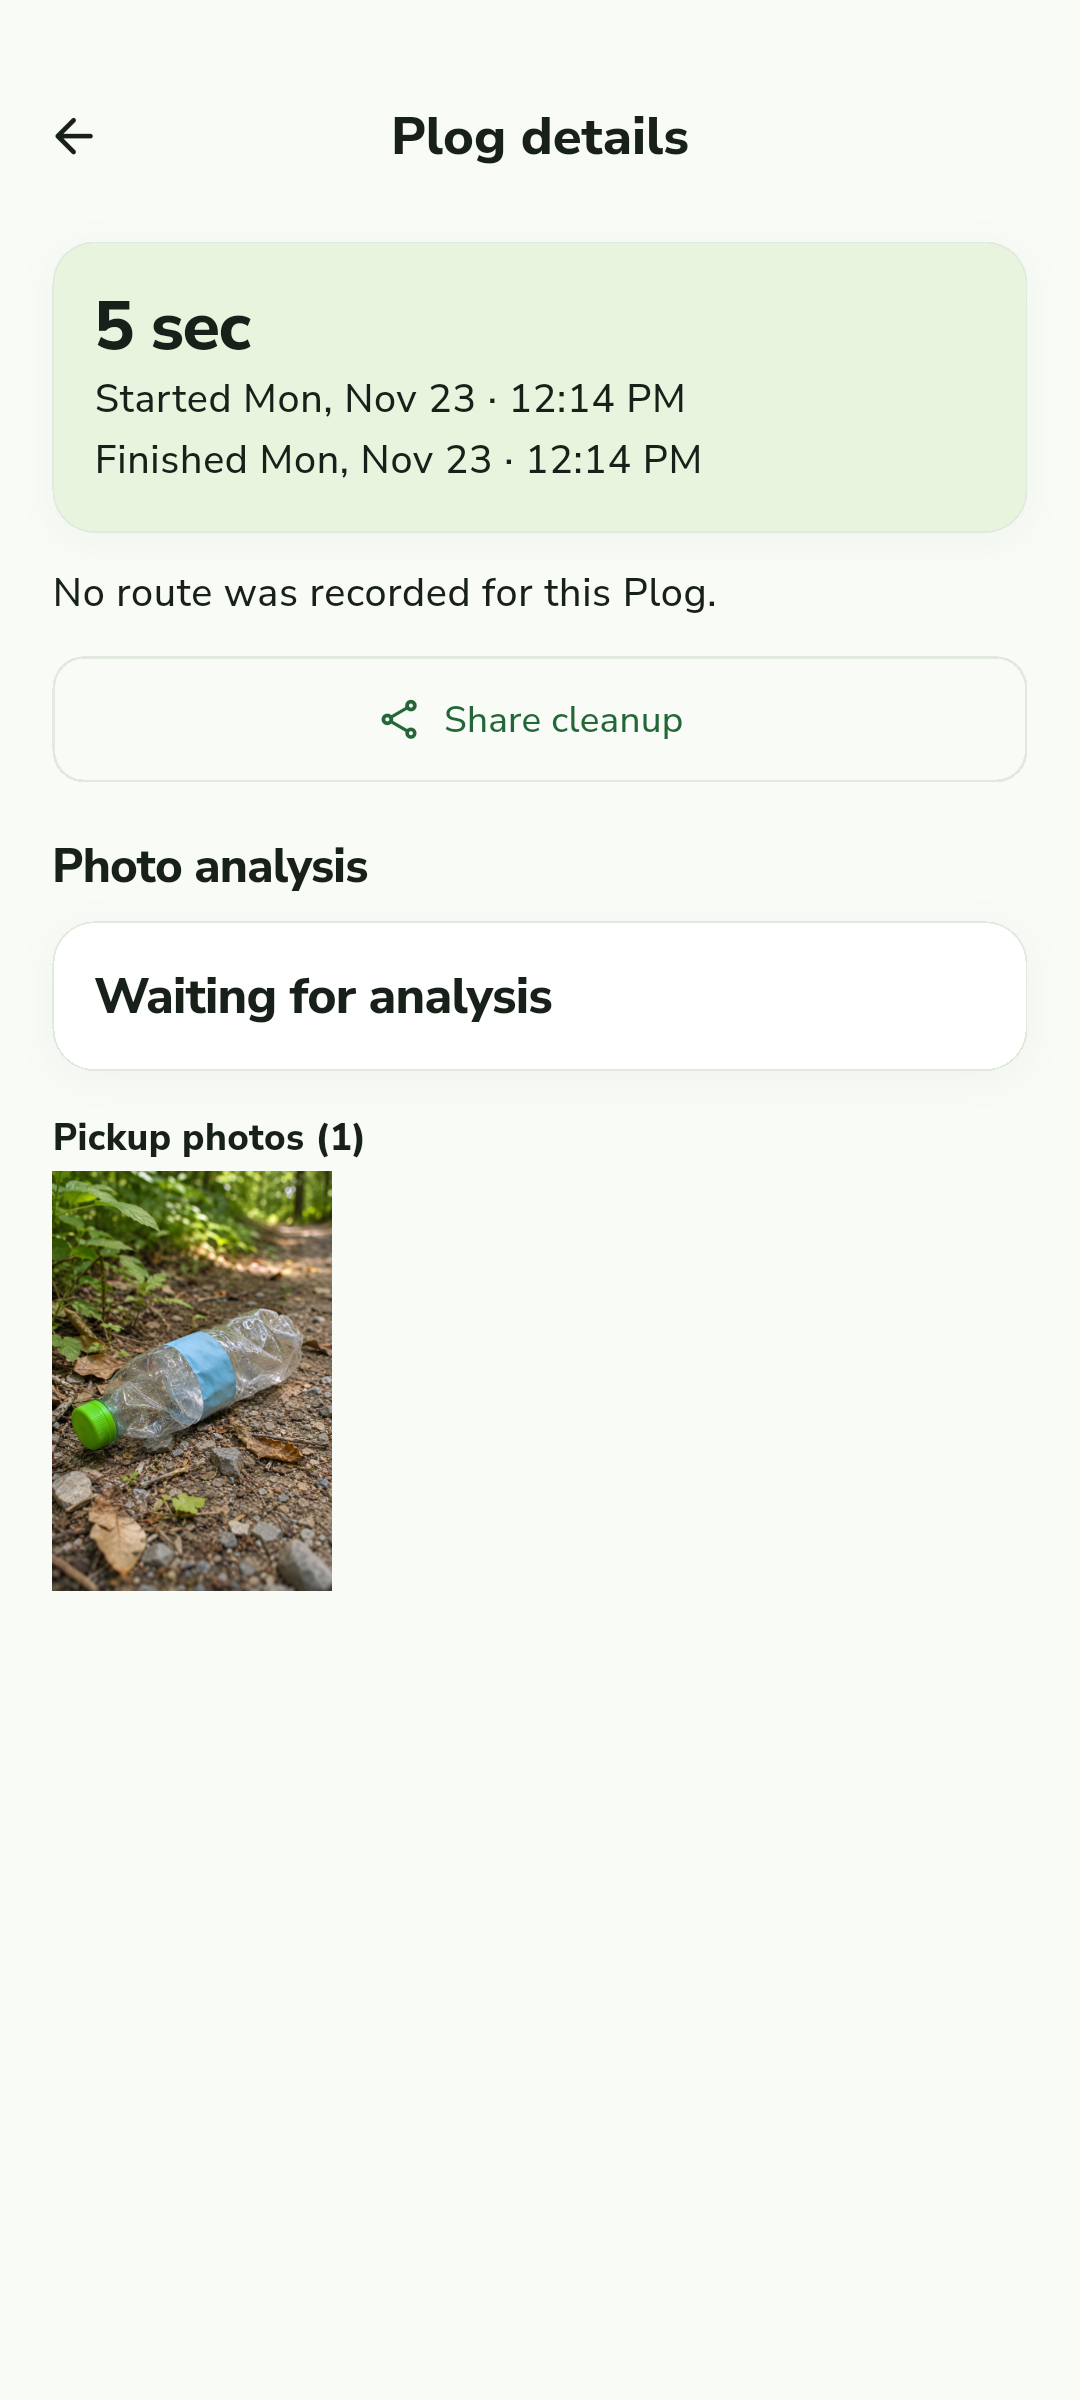 Plog details
5 sec
Started Mon, Nov 23 · 12:14 PM
Finished Mon, Nov 23 · 12:14 PM
No route was recorded for this Plog.
Share cleanup
Photo analysis
Waiting for analysis
Pickup photos (1)